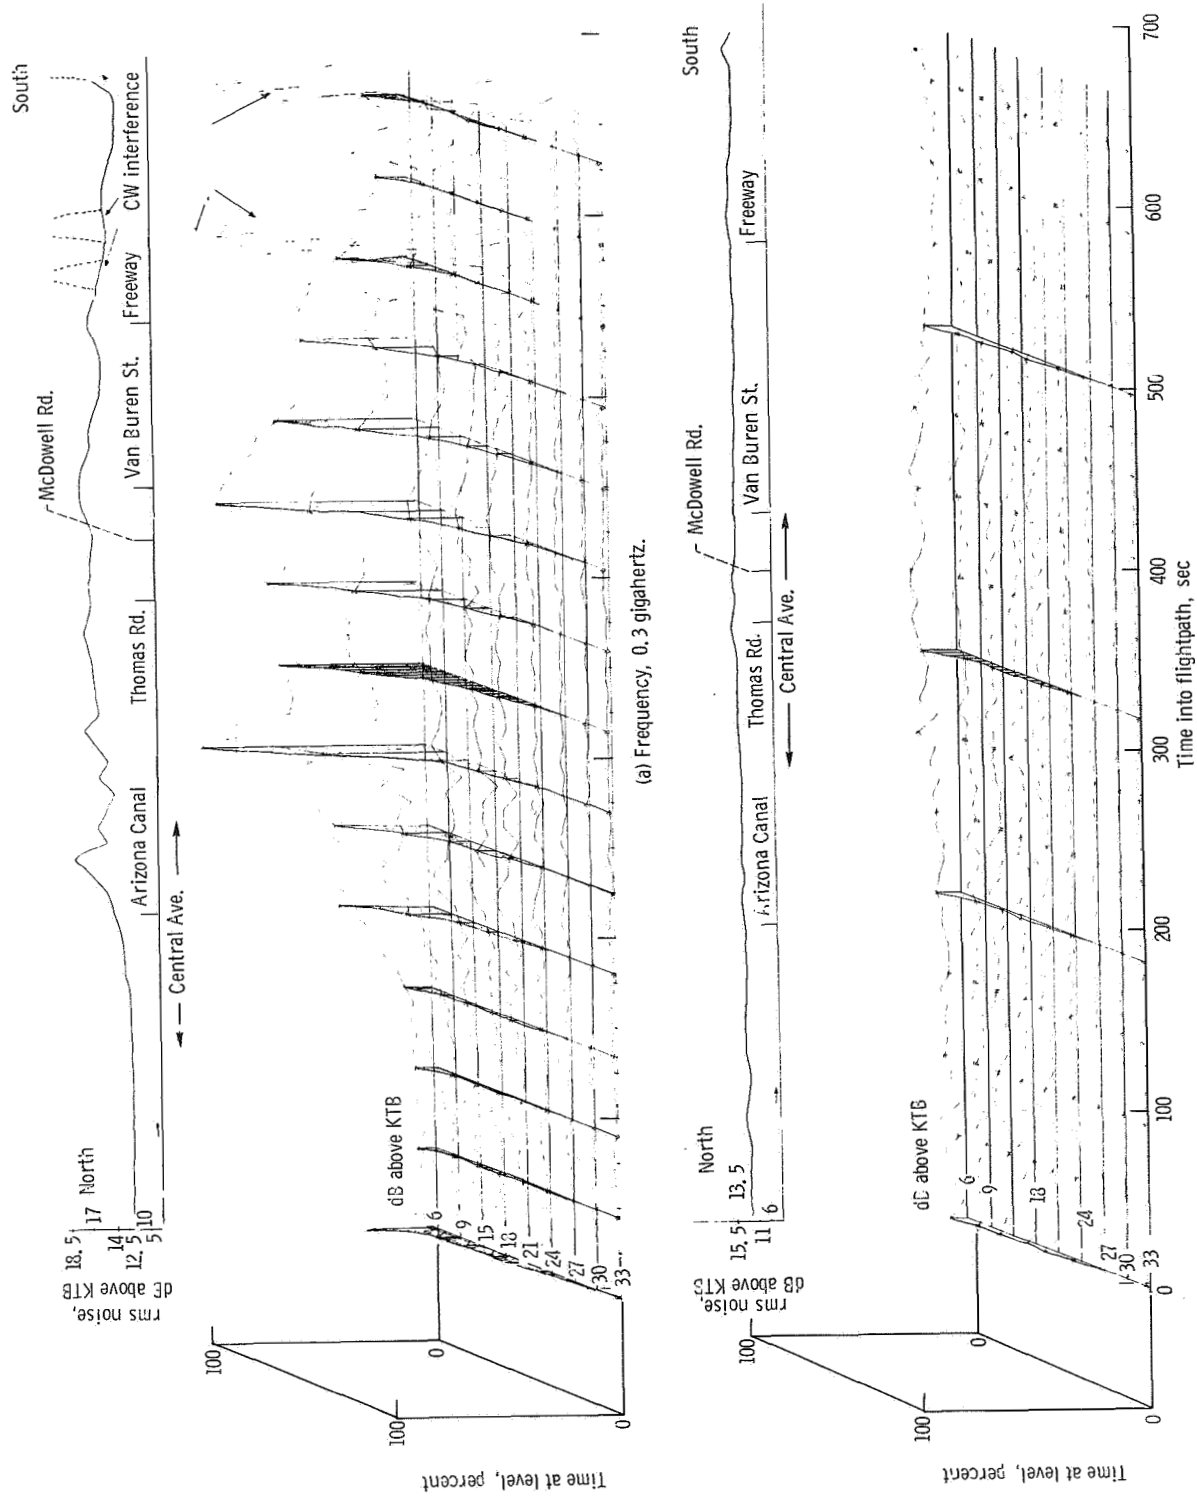 South
CW interference
Freeway
Van Buren St.
McDowell Rd.
Thomas Rd.
Arizona Canal
Central Ave.
North
18.5
17
14
12.5
10
5
rms noise,
dE above KTB
dB above KTB
6
9
15
18
21
24
27
30
33
100
0
100
0
Time at level, percent
(a) Frequency, 0.3 gigahertz.
South
Freeway
Van Buren St.
McDowell Rd.
Thomas Rd.
Central Ave.
Arizona Canal
North
15.5
13.5
11
6
rms noise,
dB above KTB
dB above KTB
6
9
18
24
27
30
33
100
0
100
0
Time at level, percent
0
100
200
300
400
500
600
700
Time into flightpath, sec